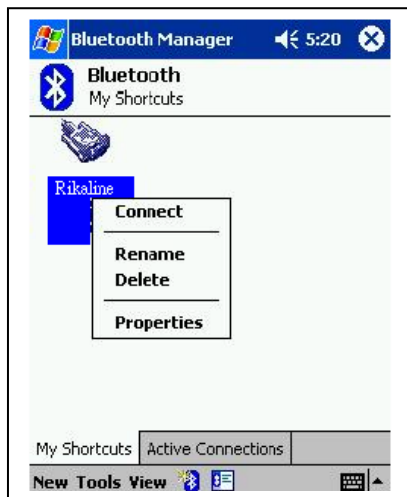 Bluetooth Manager 5:20
Bluetooth
My Shortcuts
Rikaline
Connect
Rename
Delete
Properties
My Shortcuts Active Connections
New Tools View